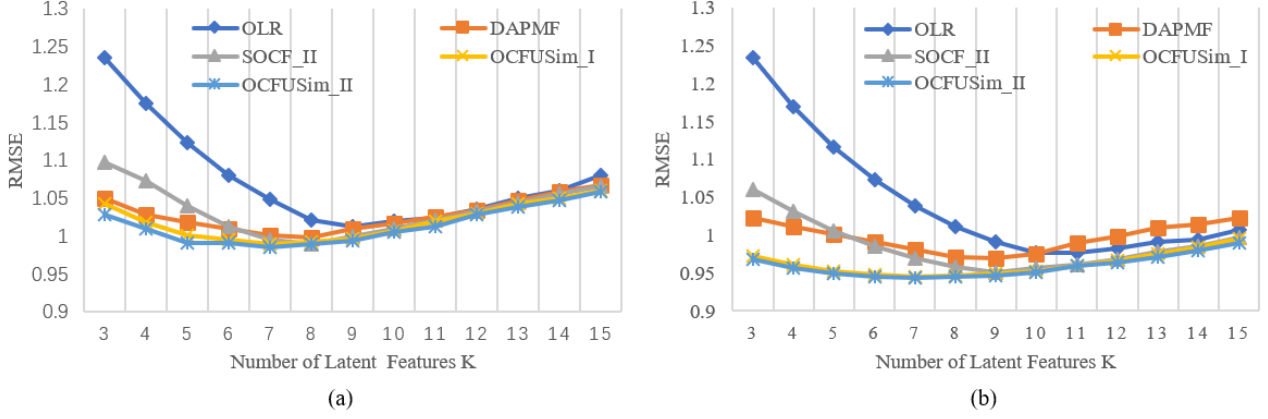 1.3
1.25
1.2
1.15
1.1
1.05
1
0.95
0.9
RMSE
OLR
DAPMF
SOCF_II
OCFUSim_I
OCFUSim_II
3 4 5 6 7 8 9 10 11 12 13 14 15
Number of Latent Features K
(a)
1.3
1.25
1.2
1.15
1.1
1.05
1
0.95
0.9
RMSE
OLR
DAPMF
SOCF_II
OCFUSim_I
OCFUSim_II
3 4 5 6 7 8 9 10 11 12 13 14 15
Number of Latent Features K
(b)